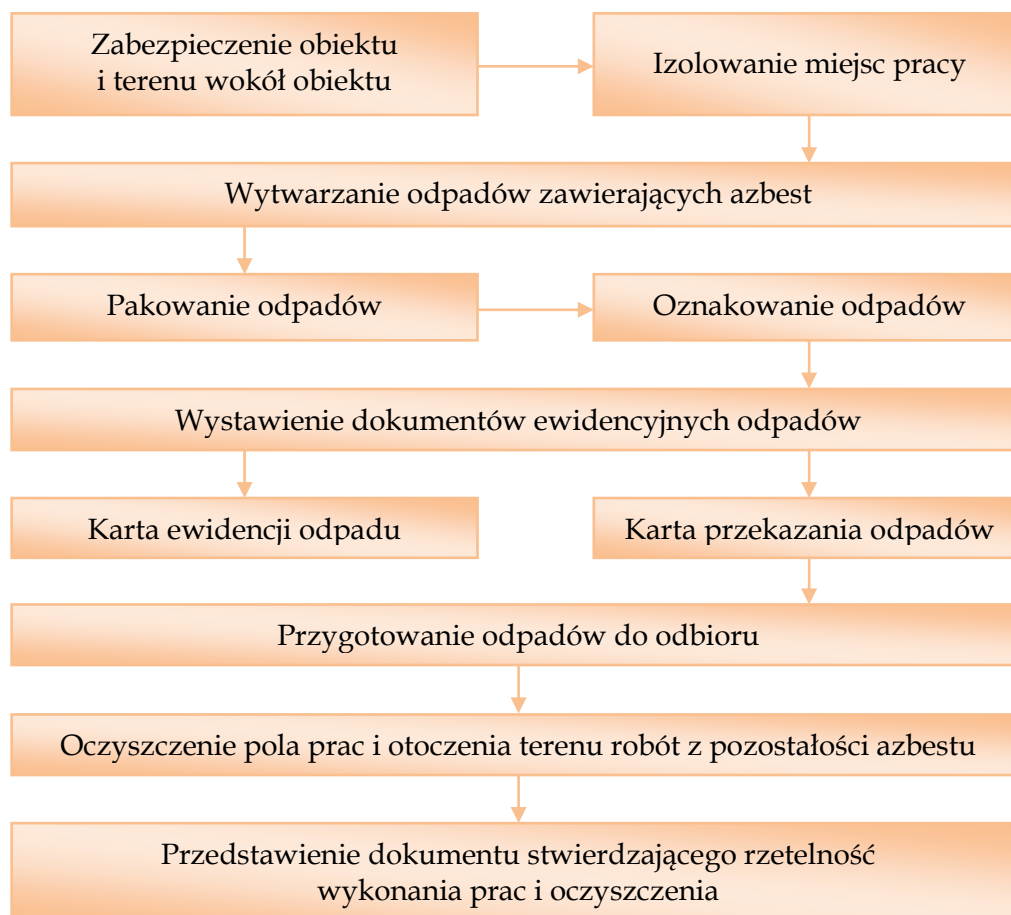 Zabezpieczenie obiektu
i terenu wokół obiektu
Izolowanie miejsc pracy
Wytwarzanie odpadów zawierających azbest
Pakowanie odpadów
Oznakowanie odpadów
Wystawienie dokumentów ewidencyjnych odpadów
Karta ewidencji odpadu
Karta przekazania odpadów
Przygotowanie odpadów do odbioru
Oczyszczenie pola prac i otoczenia terenu robót z pozostałości azbestu
Przedstawienie dokumentu stwierdzającego rzetelność
wykonania prac i oczyszczenia